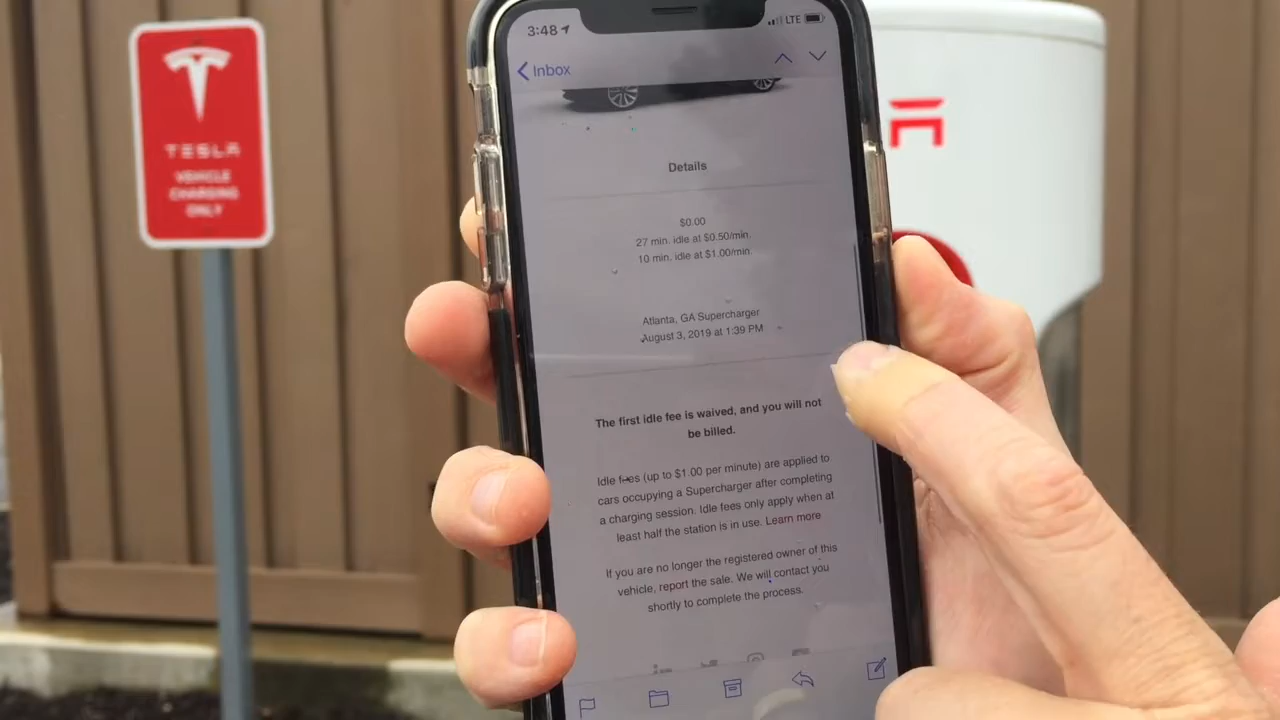 3:48
LTE
Inbox
Details
$0.00
27 min. idle at $0.50/min.
10 min. idle at $1.00/min.
Atlanta, GA Supercharger
August 3, 2019 at 1:39 PM
The first idle fee is waived, and you will not
be billed.
Idle fees (up to $1.00 per minute) are applied to
cars occupying a Supercharger after completing
a charging session. Idle fees only apply when at
least half the station is in use. Learn more
If you are no longer the registered owner of this
vehicle, report the sale. We will contact you
shortly to complete the process.
TESLA
VEHICLE
CHARGING
ONLY